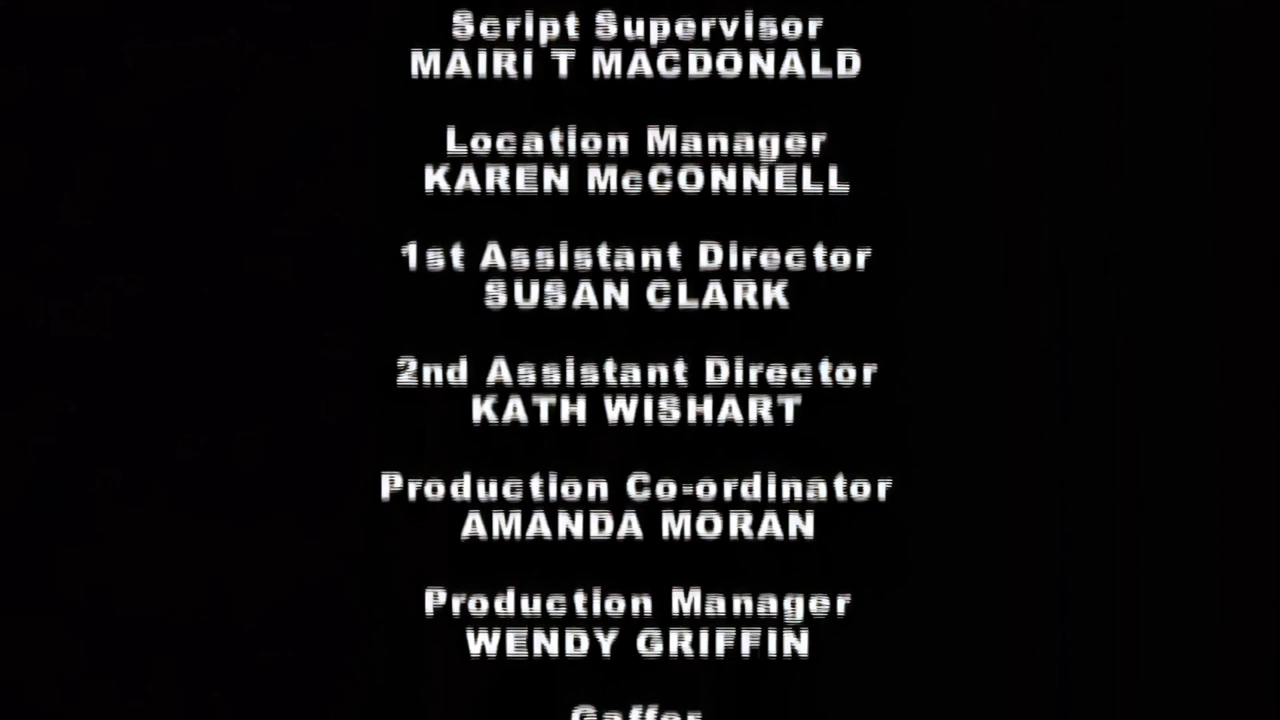 Script Supervisor
MAIRI T MACDONALD
Location Manager
KAREN McCONNELL
1st Assistant Director
SUSAN CLARK
2nd Assistant Director
KATH WISHART
Production Co-ordinator
AMANDA MORAN
Production Manager
WENDY GRIFFIN
Gaffer